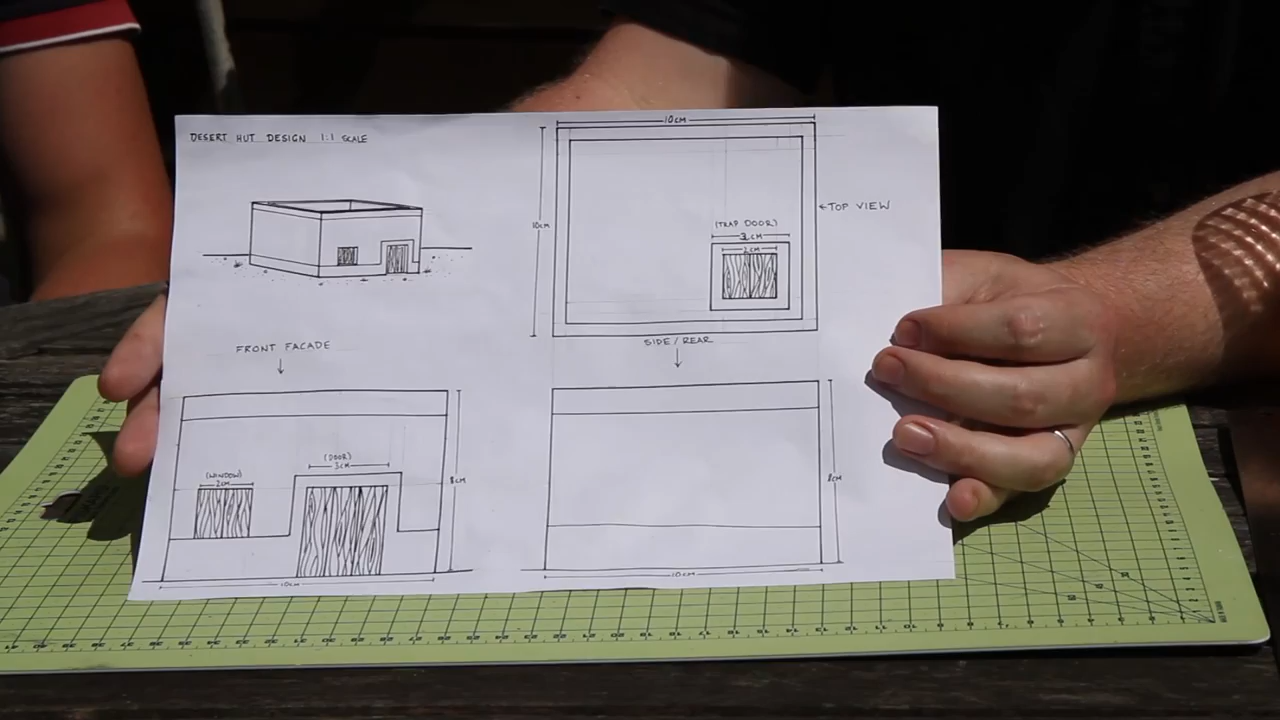 DESERT HUT DESIGN 1:1 SCALE
10CM
10CM
←TOP VIEW
(TRAP DOOR)
3CM
2CM
FRONT FACADE
SIDE/REAR
(WINDOW)
2CM
(DOOR)
3CM
8CM
10CM
8CM
10CM